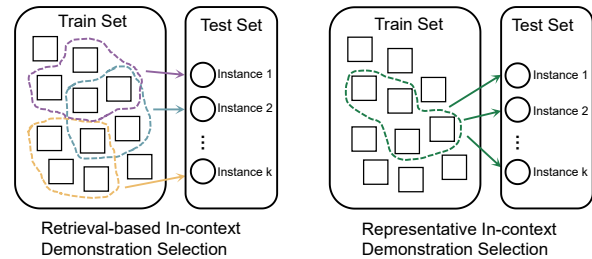 Train Set
Test Set
Instance 1
Instance 2
...
Instance k
Retrieval-based In-context
Demonstration Selection
Train Set
Test Set
Instance 1
Instance 2
...
Instance k
Representative In-context
Demonstration Selection